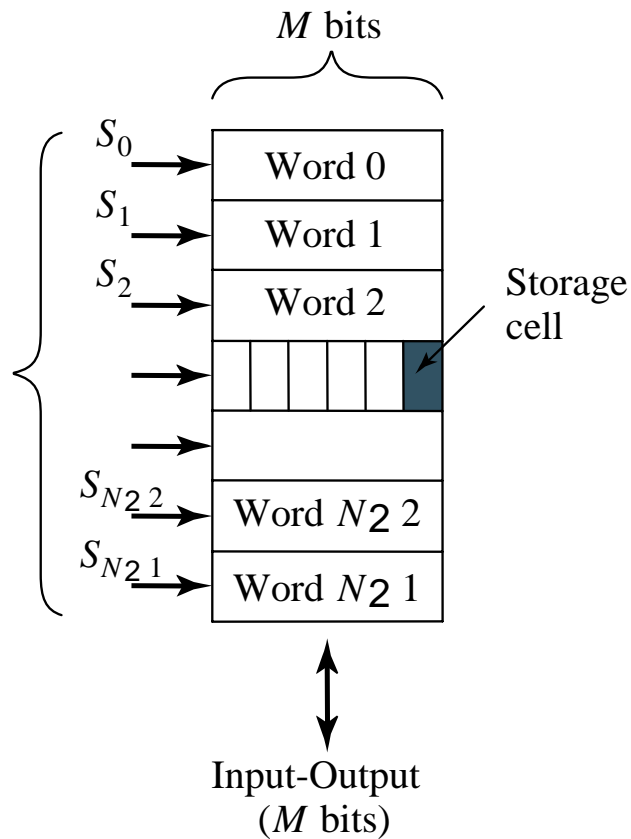 M bits
S0
Word 0
S1
Word 1
S2
Word 2
Storage
cell
SN2 2
Word N2 2
SN2 1
Word N2 1
Input-Output
(M bits)